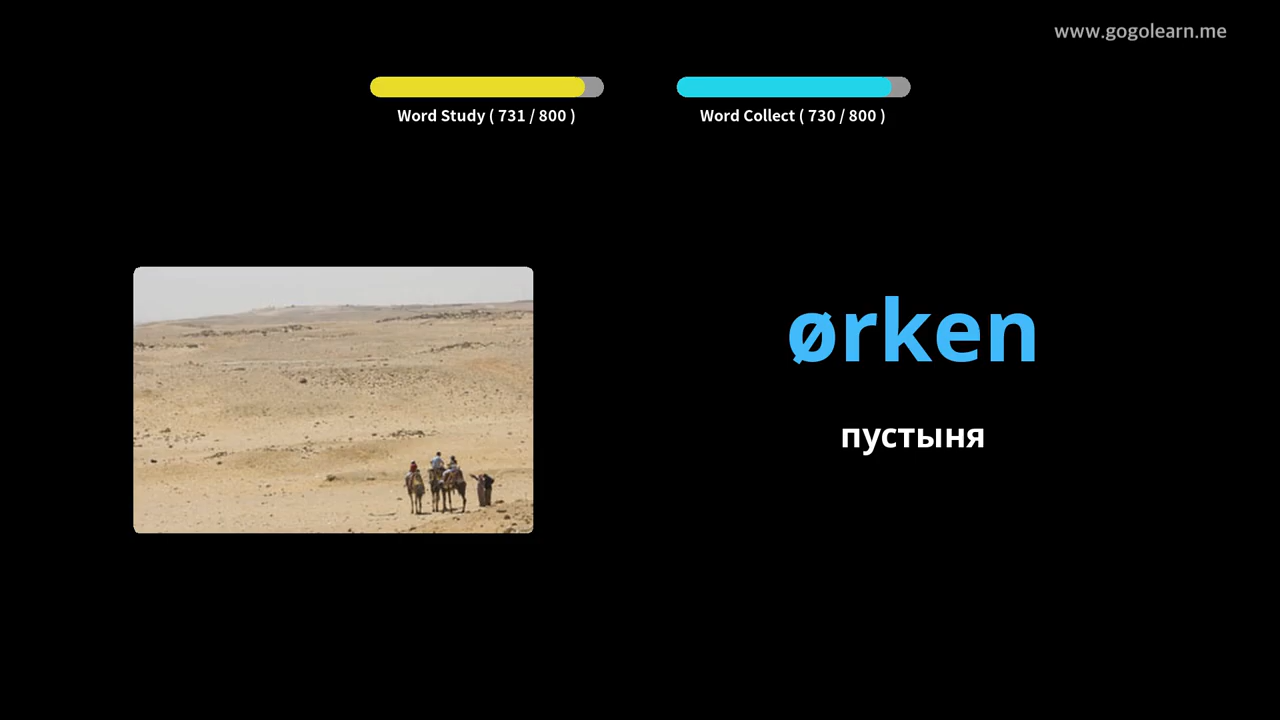 www.gogolearn.me
Word Study ( 731 / 800 )
Word Collect ( 730 / 800 )
ørken
пустыня